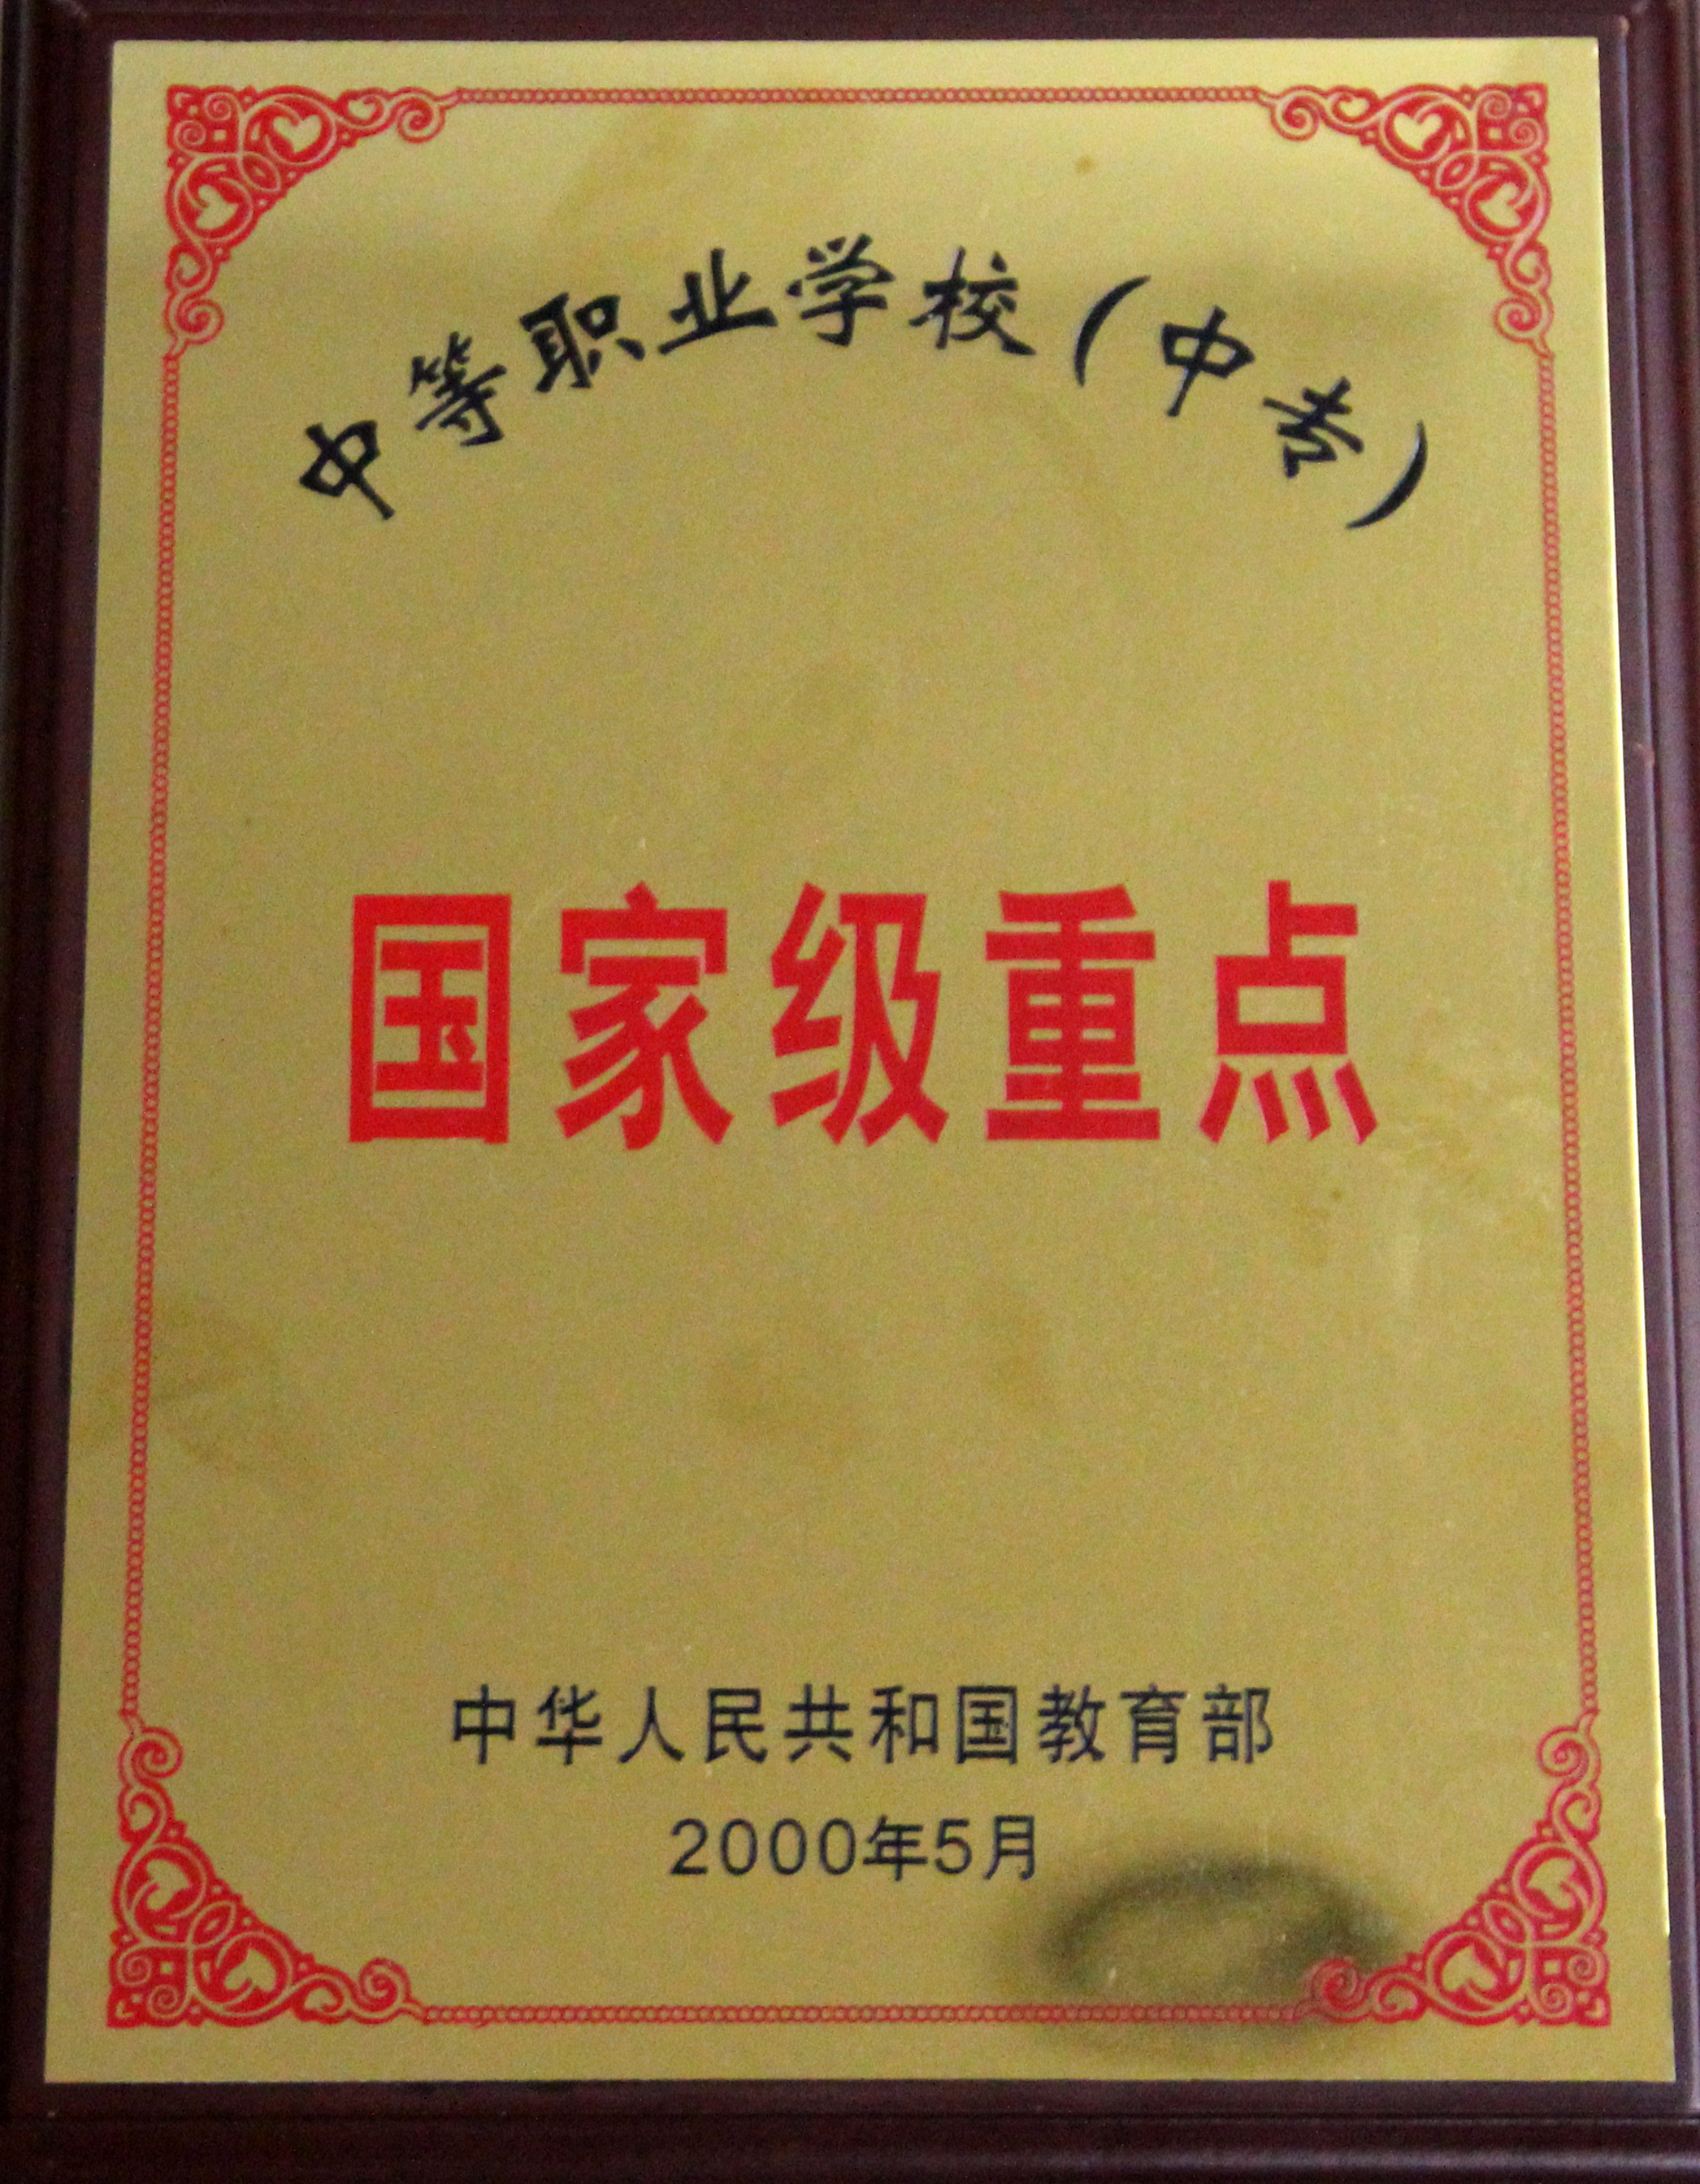 中等职业学校(中专)
国家级重点
中华人民共和国教育部
2000年5月